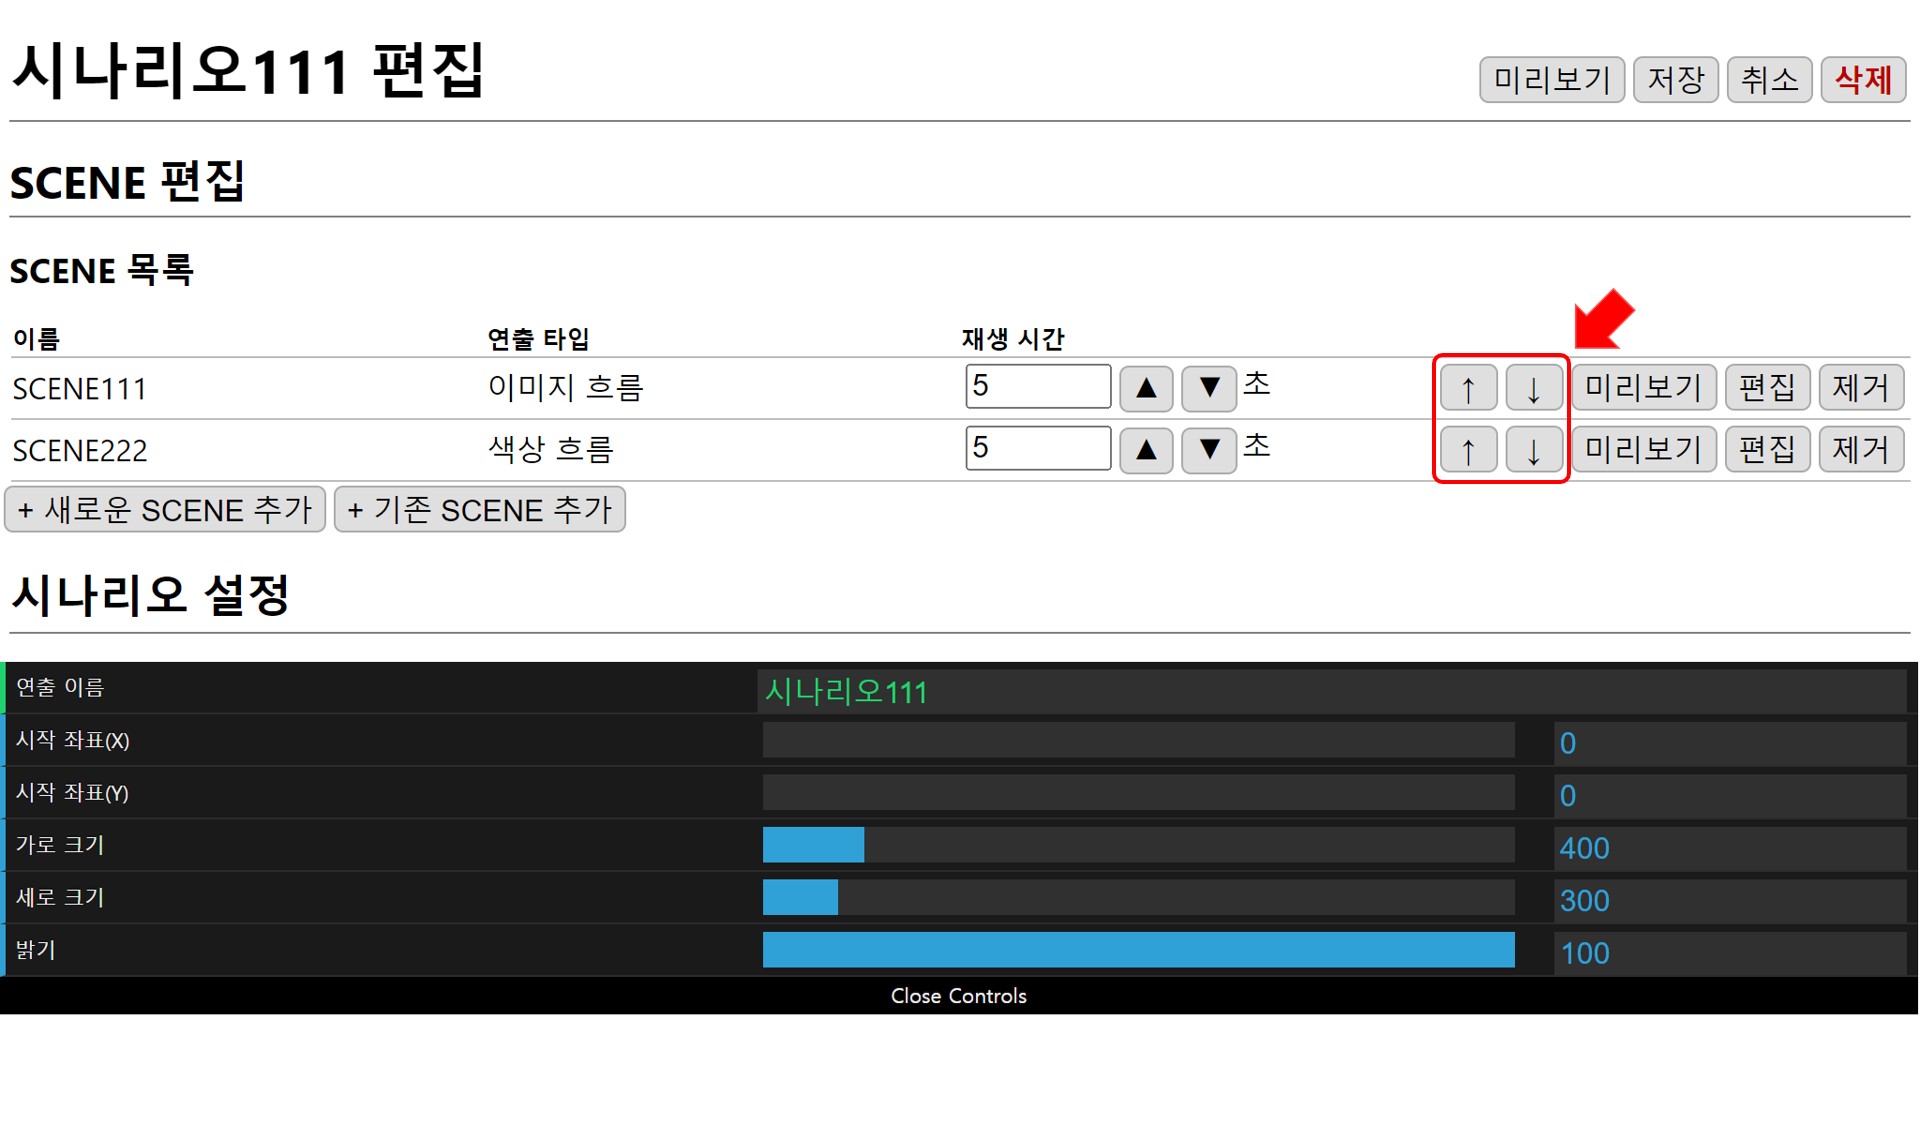 시나리오111 편집
미리보기 저장 취소 삭제
SCENE 편집
SCENE 목록
이름 연출 타입 재생 시간
SCENE111 이미지 흐름 5 ▲ ▼ 초 ↑ ↓ 미리보기 편집 제거
SCENE222 색상 흐름 5 ▲ ▼ 초 ↑ ↓ 미리보기 편집 제거
+ 새로운 SCENE 추가 + 기존 SCENE 추가
시나리오 설정
연출 이름 시나리오111
시작 좌표(X) 0
시작 좌표(Y) 0
가로 크기 400
세로 크기 300
밝기 100
Close Controls